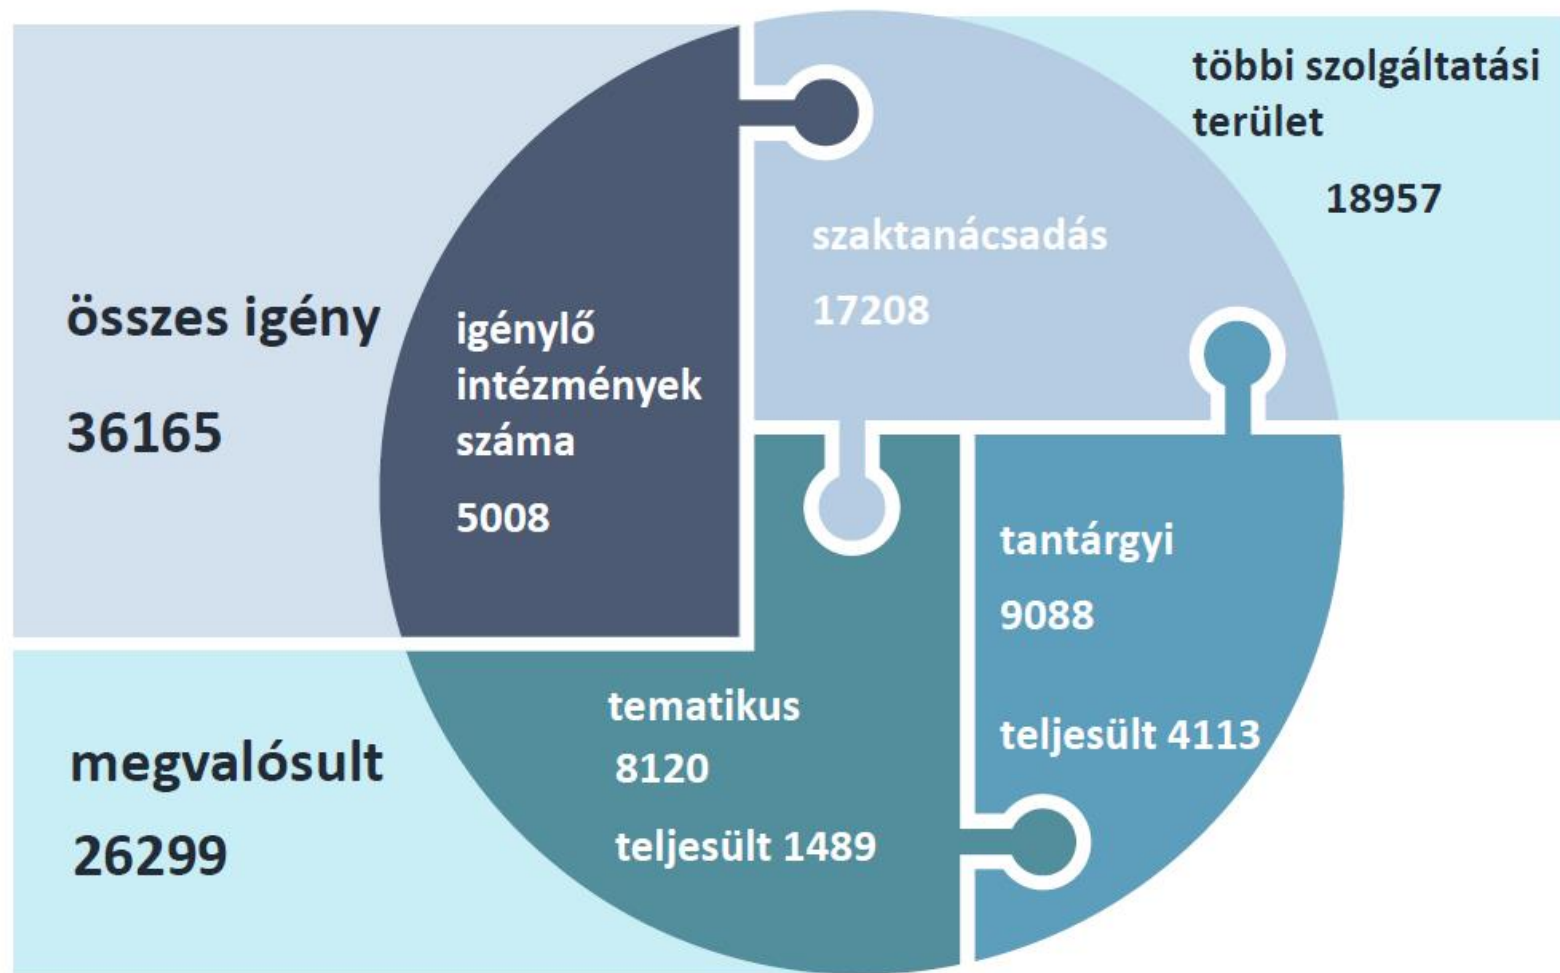 összes igény
36165
igénylő
intézmények
száma
5008
szaktanácsadás
17208
többi szolgáltatási
terület
18957
megvalósult
26299
tematikus
8120
teljesült 1489
tantárgyi
9088
teljesült 4113